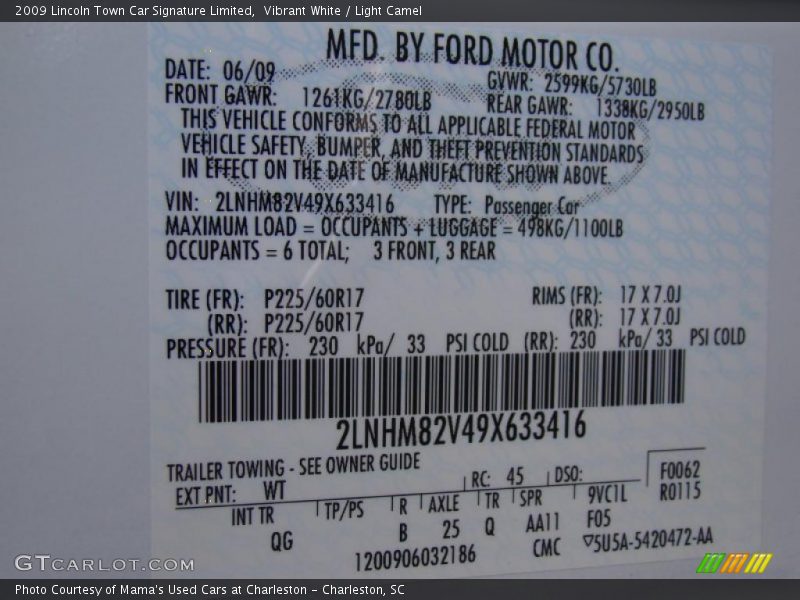 2009 Lincoln Town Car Signature Limited,  Vibrant White / Light Camel
MFD. BY FORD MOTOR CO.
DATE: 06/09 GVWR: 2599KG/5730LB
FRONT GAWR: 1261KG/2780LB REAR GAWR: 1338KG/2950LB
THIS VEHICLE CONFORMS TO ALL APPLICABLE FEDERAL MOTOR
VEHICLE SAFETY, BUMPER, AND THEFT PREVENTION STANDARDS
IN EFFECT ON THE DATE OF MANUFACTURE SHOWN ABOVE.
VIN: 2LNHM82V49X633416 TYPE: Passenger Car
MAXIMUM LOAD = OCCUPANTS + LUGGAGE = 498KG/1100LB
OCCUPANTS = 6 TOTAL; 3 FRONT, 3 REAR
TIRE (FR): P225/60R17 RIMS (FR): 17 X 7.0J
(RR): P225/60R17 (RR): 17 X 7.0J
PRESSURE (FR): 230 kPa/ 33 PSI COLD (RR): 230 kPa/ 33 PSI COLD
2LNHM82V49X633416
TRAILER TOWING - SEE OWNER GUIDE
EXT PNT: WT RC: 45 DSO: F0062
INT TR TP/PS R AXLE TR SPR 9VC1L R0115
QG B 25 Q AA11 F05
1200906032186 CMC ▽5U5A-5420472-AA
GTCARLOT.COM
Photo Courtesy of Mama's Used Cars at Charleston - Charleston, SC